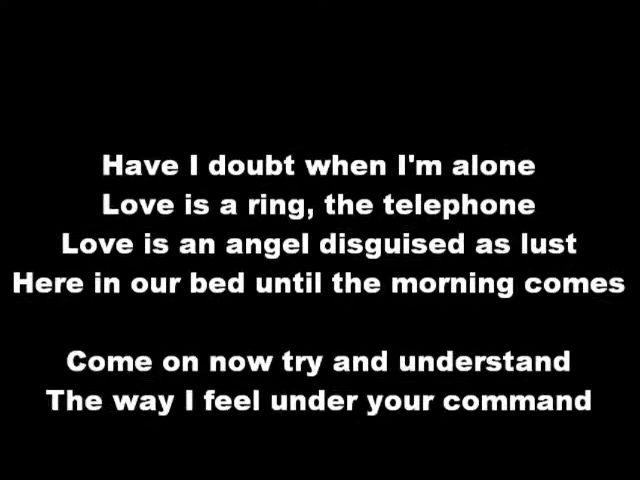 Have I doubt when I'm alone
Love is a ring, the telephone
Love is an angel disguised as lust
Here in our bed until the morning comes
Come on now try and understand
The way I feel under your command